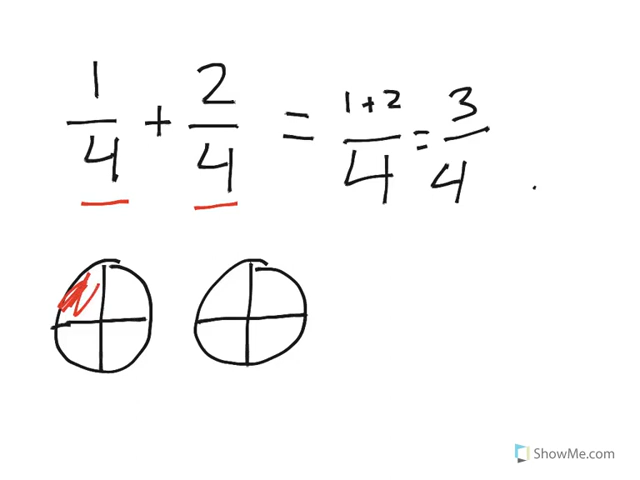 1/4 + 2/4 = 1+2/4 = 3/4
ShowMe.com